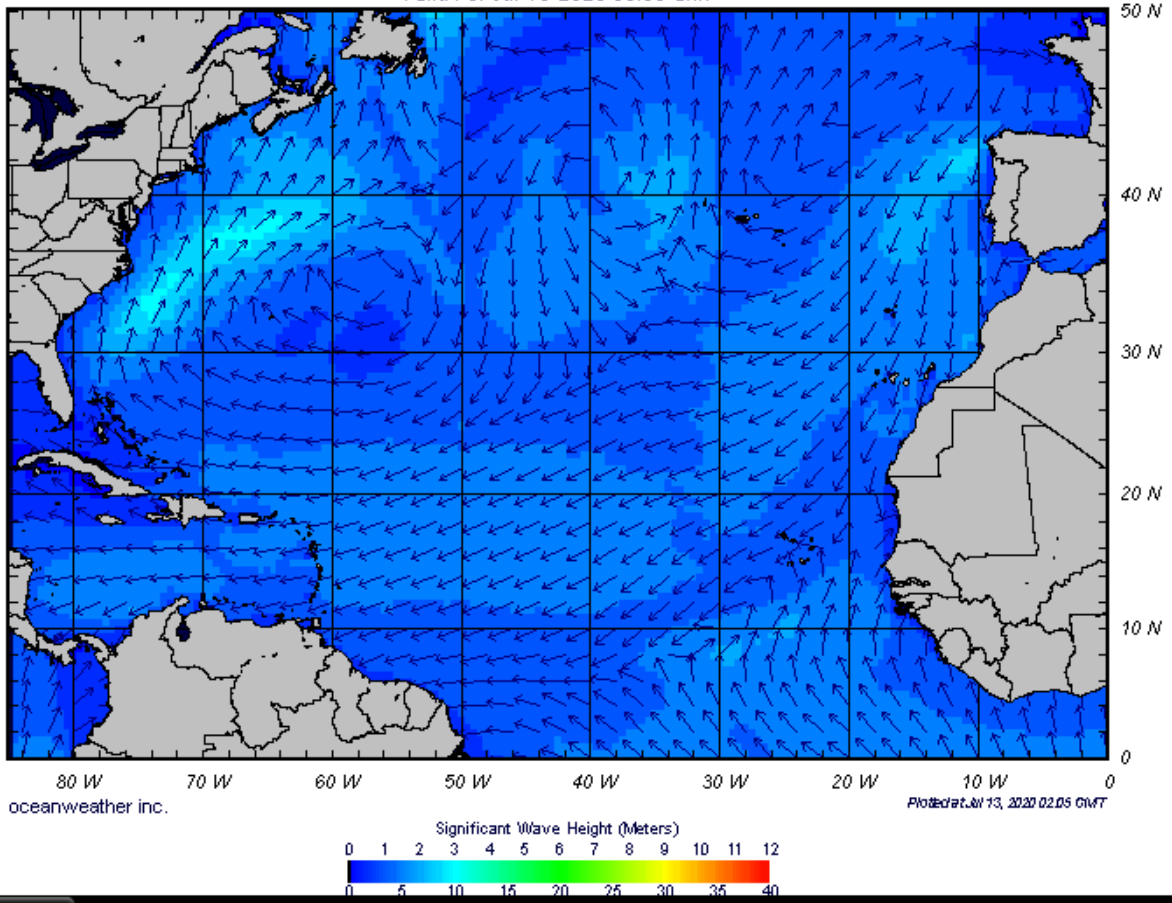 50 N
40 N
30 N
20 N
10 N
0
80 W 70 W 60 W 50 W 40 W 30 W 20 W 10 W 0
oceanweather inc.
Plotted at Jul 13, 2020 02:05 GMT
Significant Wave Height (Meters)
0 1 2 3 4 5 6 7 8 9 10 11 12
0 5 10 15 20 25 30 35 40